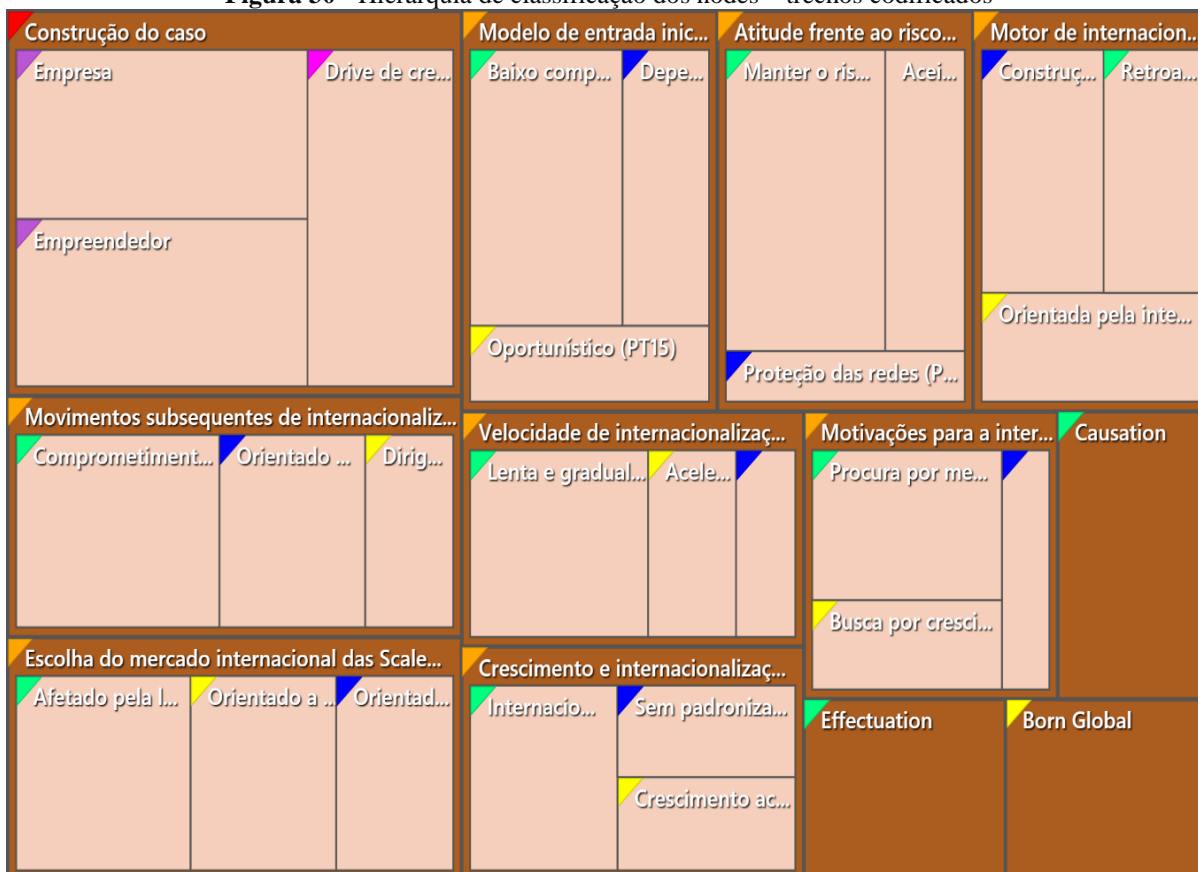 Figura 30 - Hierarquia de classificação dos nodes – trechos codificados
Construção do caso
Empresa
Drive de cre...
Empreendedor
Modelo de entrada inic...
Baixo comp...
Depe...
Oportunístico (PT15)
Atitude frente ao risco...
Manter o ris...
Acei...
Proteção das redes (P...
Motor de internacion...
Construç...
Retroa...
Orientada pela inte...
Movimentos subsequentes de internacionaliz...
Comprometiment...
Orientado ...
Dirig...
Velocidade de internacionalizaç...
Lenta e gradual...
Acele...
Motivações para a inter...
Procura por me...
Busca por cresci...
Causation
Escolha do mercado internacional das Scale...
Afetado pela l...
Orientado a ...
Orientad...
Crescimento e internacionalizaç...
Internacio...
Sem padroniza...
Crescimento ac...
Effectuation
Born Global